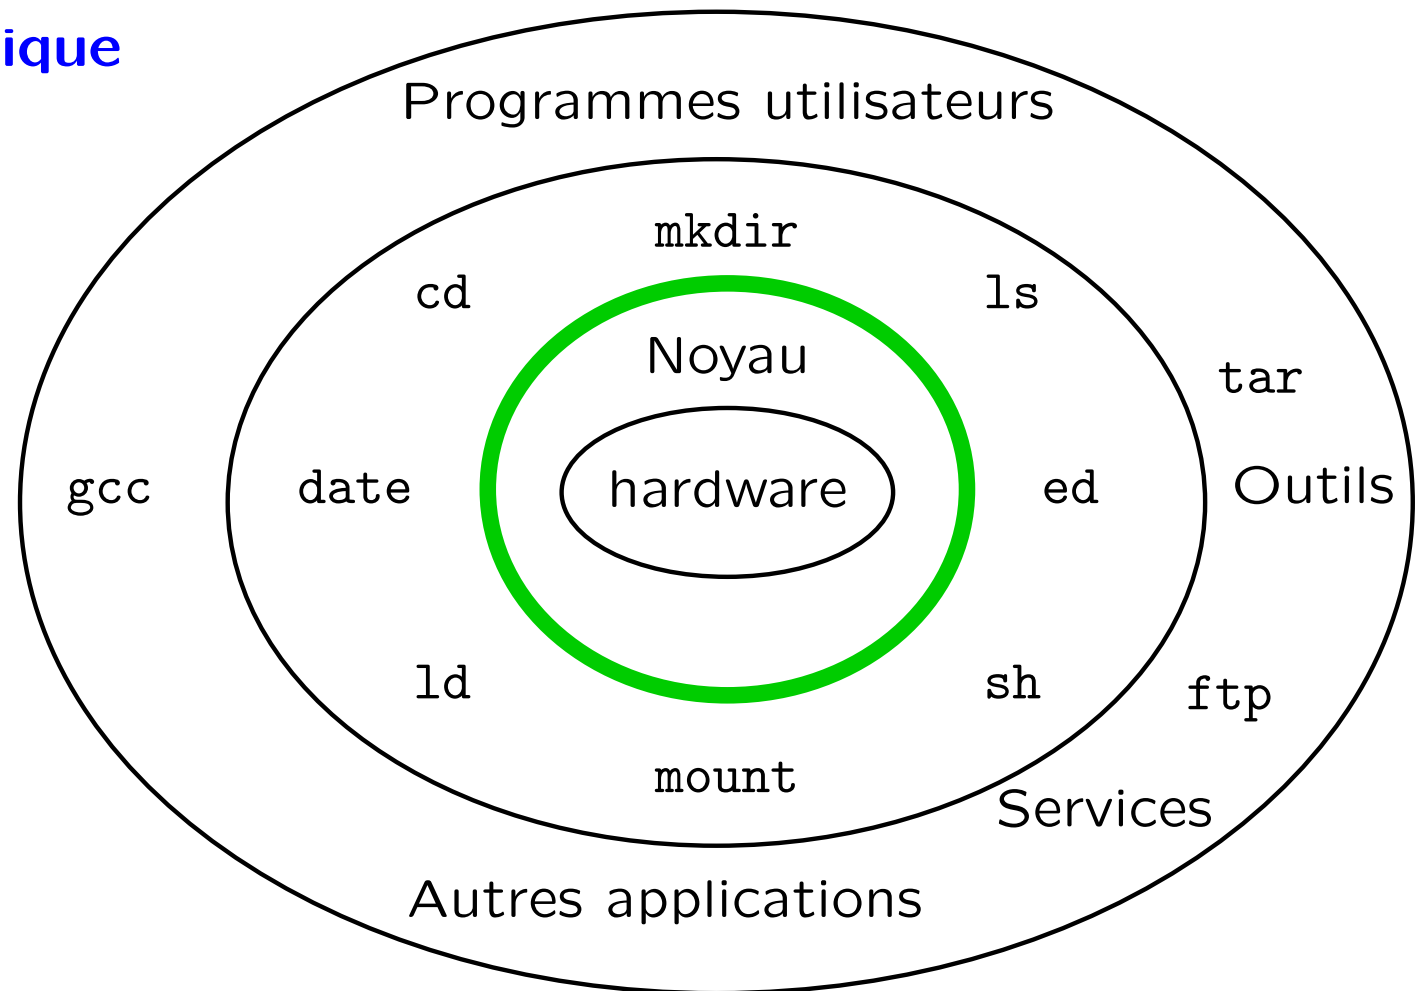 ique
Programmes utilisateurs
mkdir
cd
ls
Noyau
tar
gcc
date
hardware
ed
Outils
ld
sh
ftp
mount
Services
Autres applications